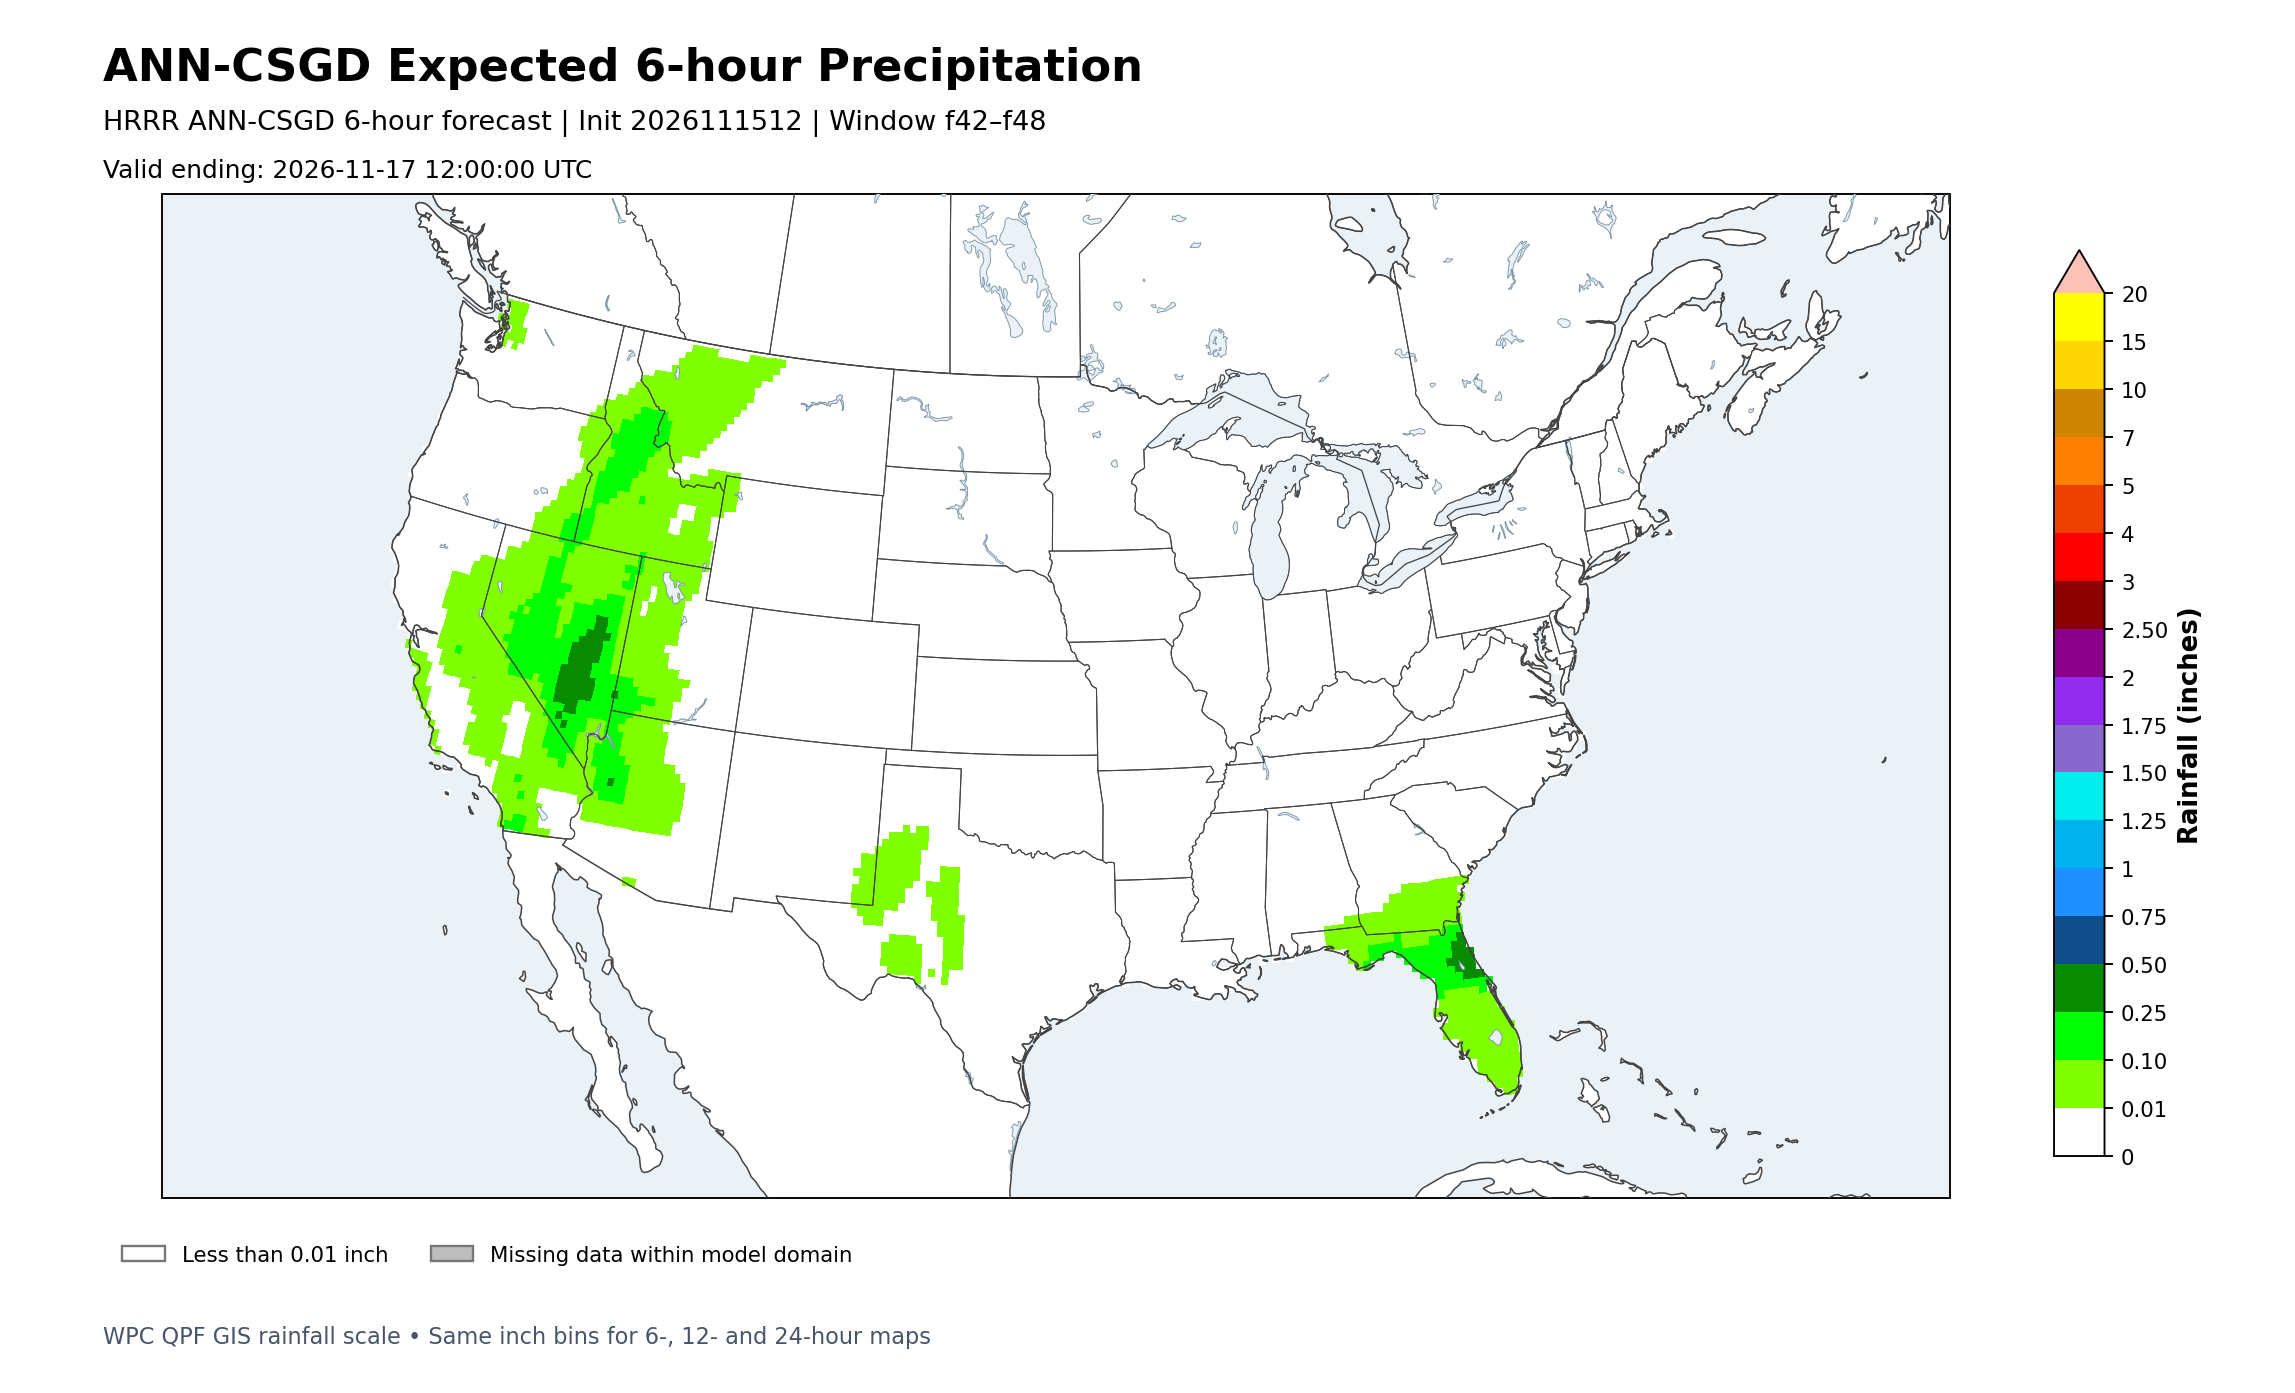 ANN-CSGD Expected 6-hour Precipitation
HRRR ANN-CSGD 6-hour forecast | Init 2026111512 | Window f42–f48
Valid ending: 2026-11-17 12:00:00 UTC
20
15
10
7
5
4
3
2.50
2
1.75
1.50
1.25
1
0.75
0.50
0.25
0.10
0.01
0
Rainfall (inches)
Less than 0.01 inch
Missing data within model domain
WPC QPF GIS rainfall scale • Same inch bins for 6-, 12- and 24-hour maps